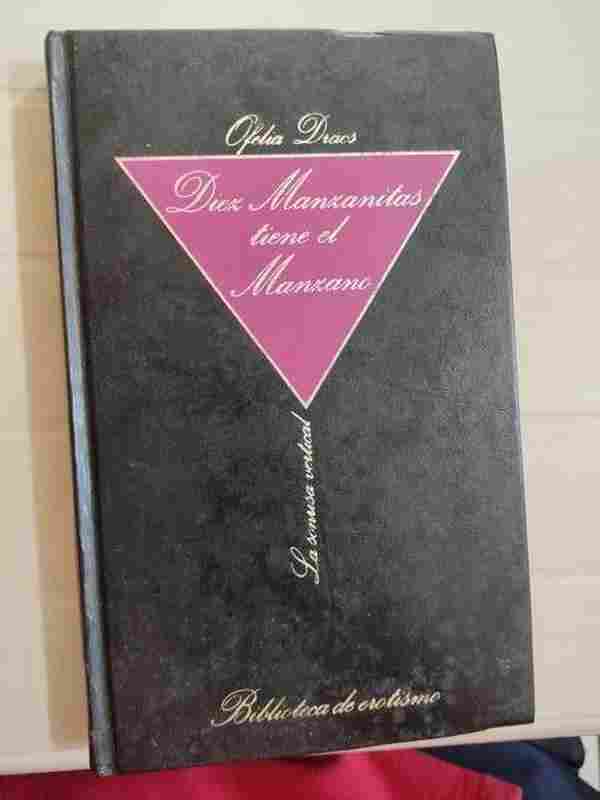 Ofelia Dracs
Diez Manzanitas
tiene el
Manzano
La sonrisa vertical
Biblioteca de erotismo